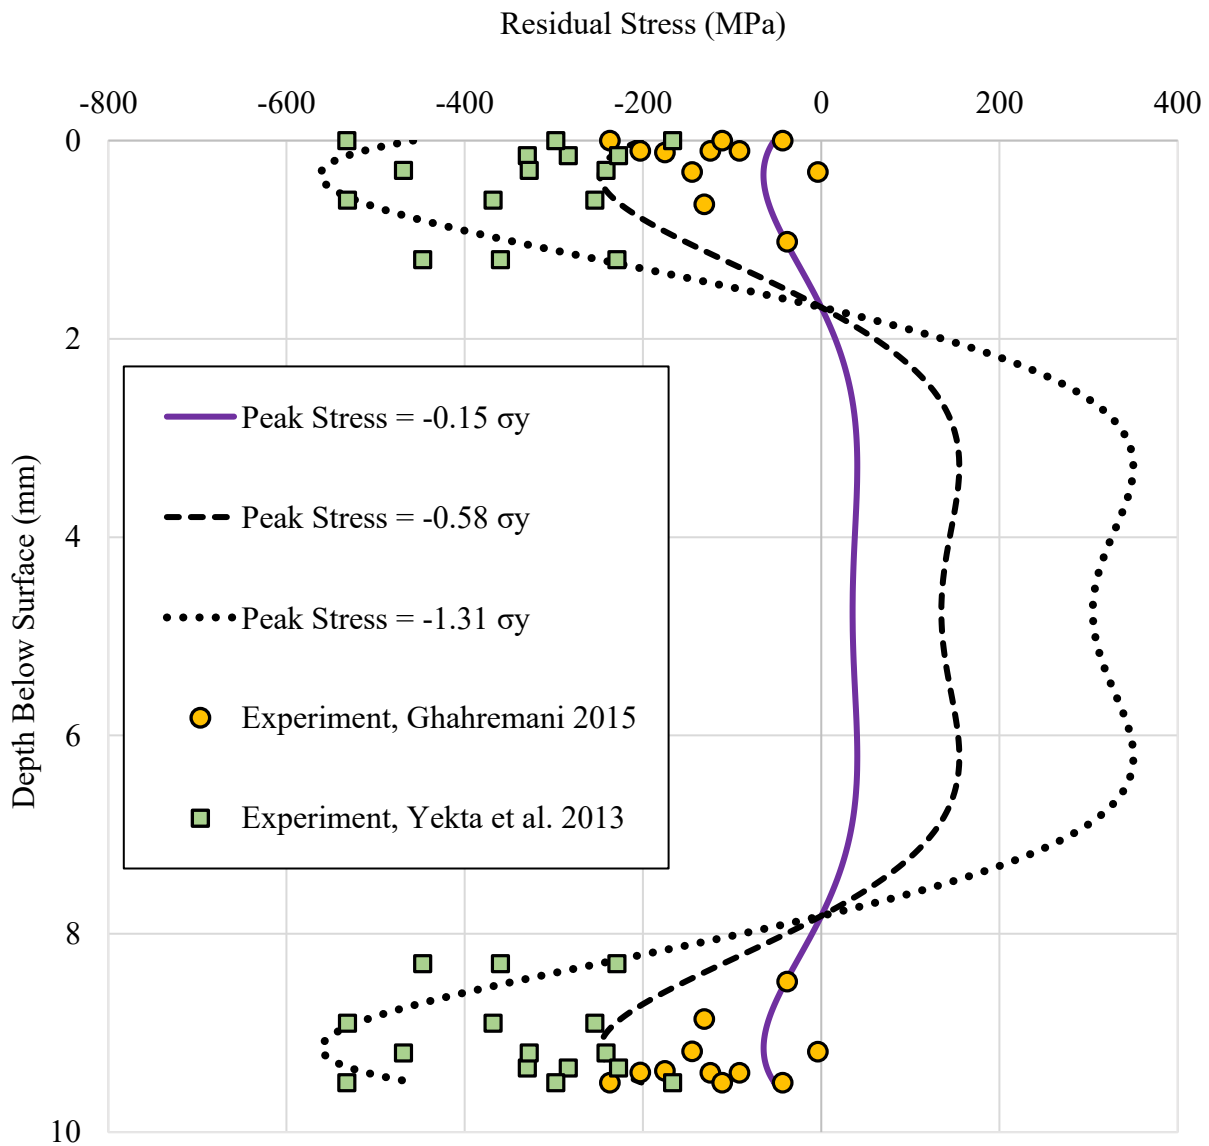 Residual Stress (MPa)
-800 -600 -400 -200 0 200 400
0
2
4
6
8
10
Depth Below Surface (mm)
Peak Stress = -0.15 σy
Peak Stress = -0.58 σy
Peak Stress = -1.31 σy
Experiment, Ghahremani 2015
Experiment, Yekta et al. 2013